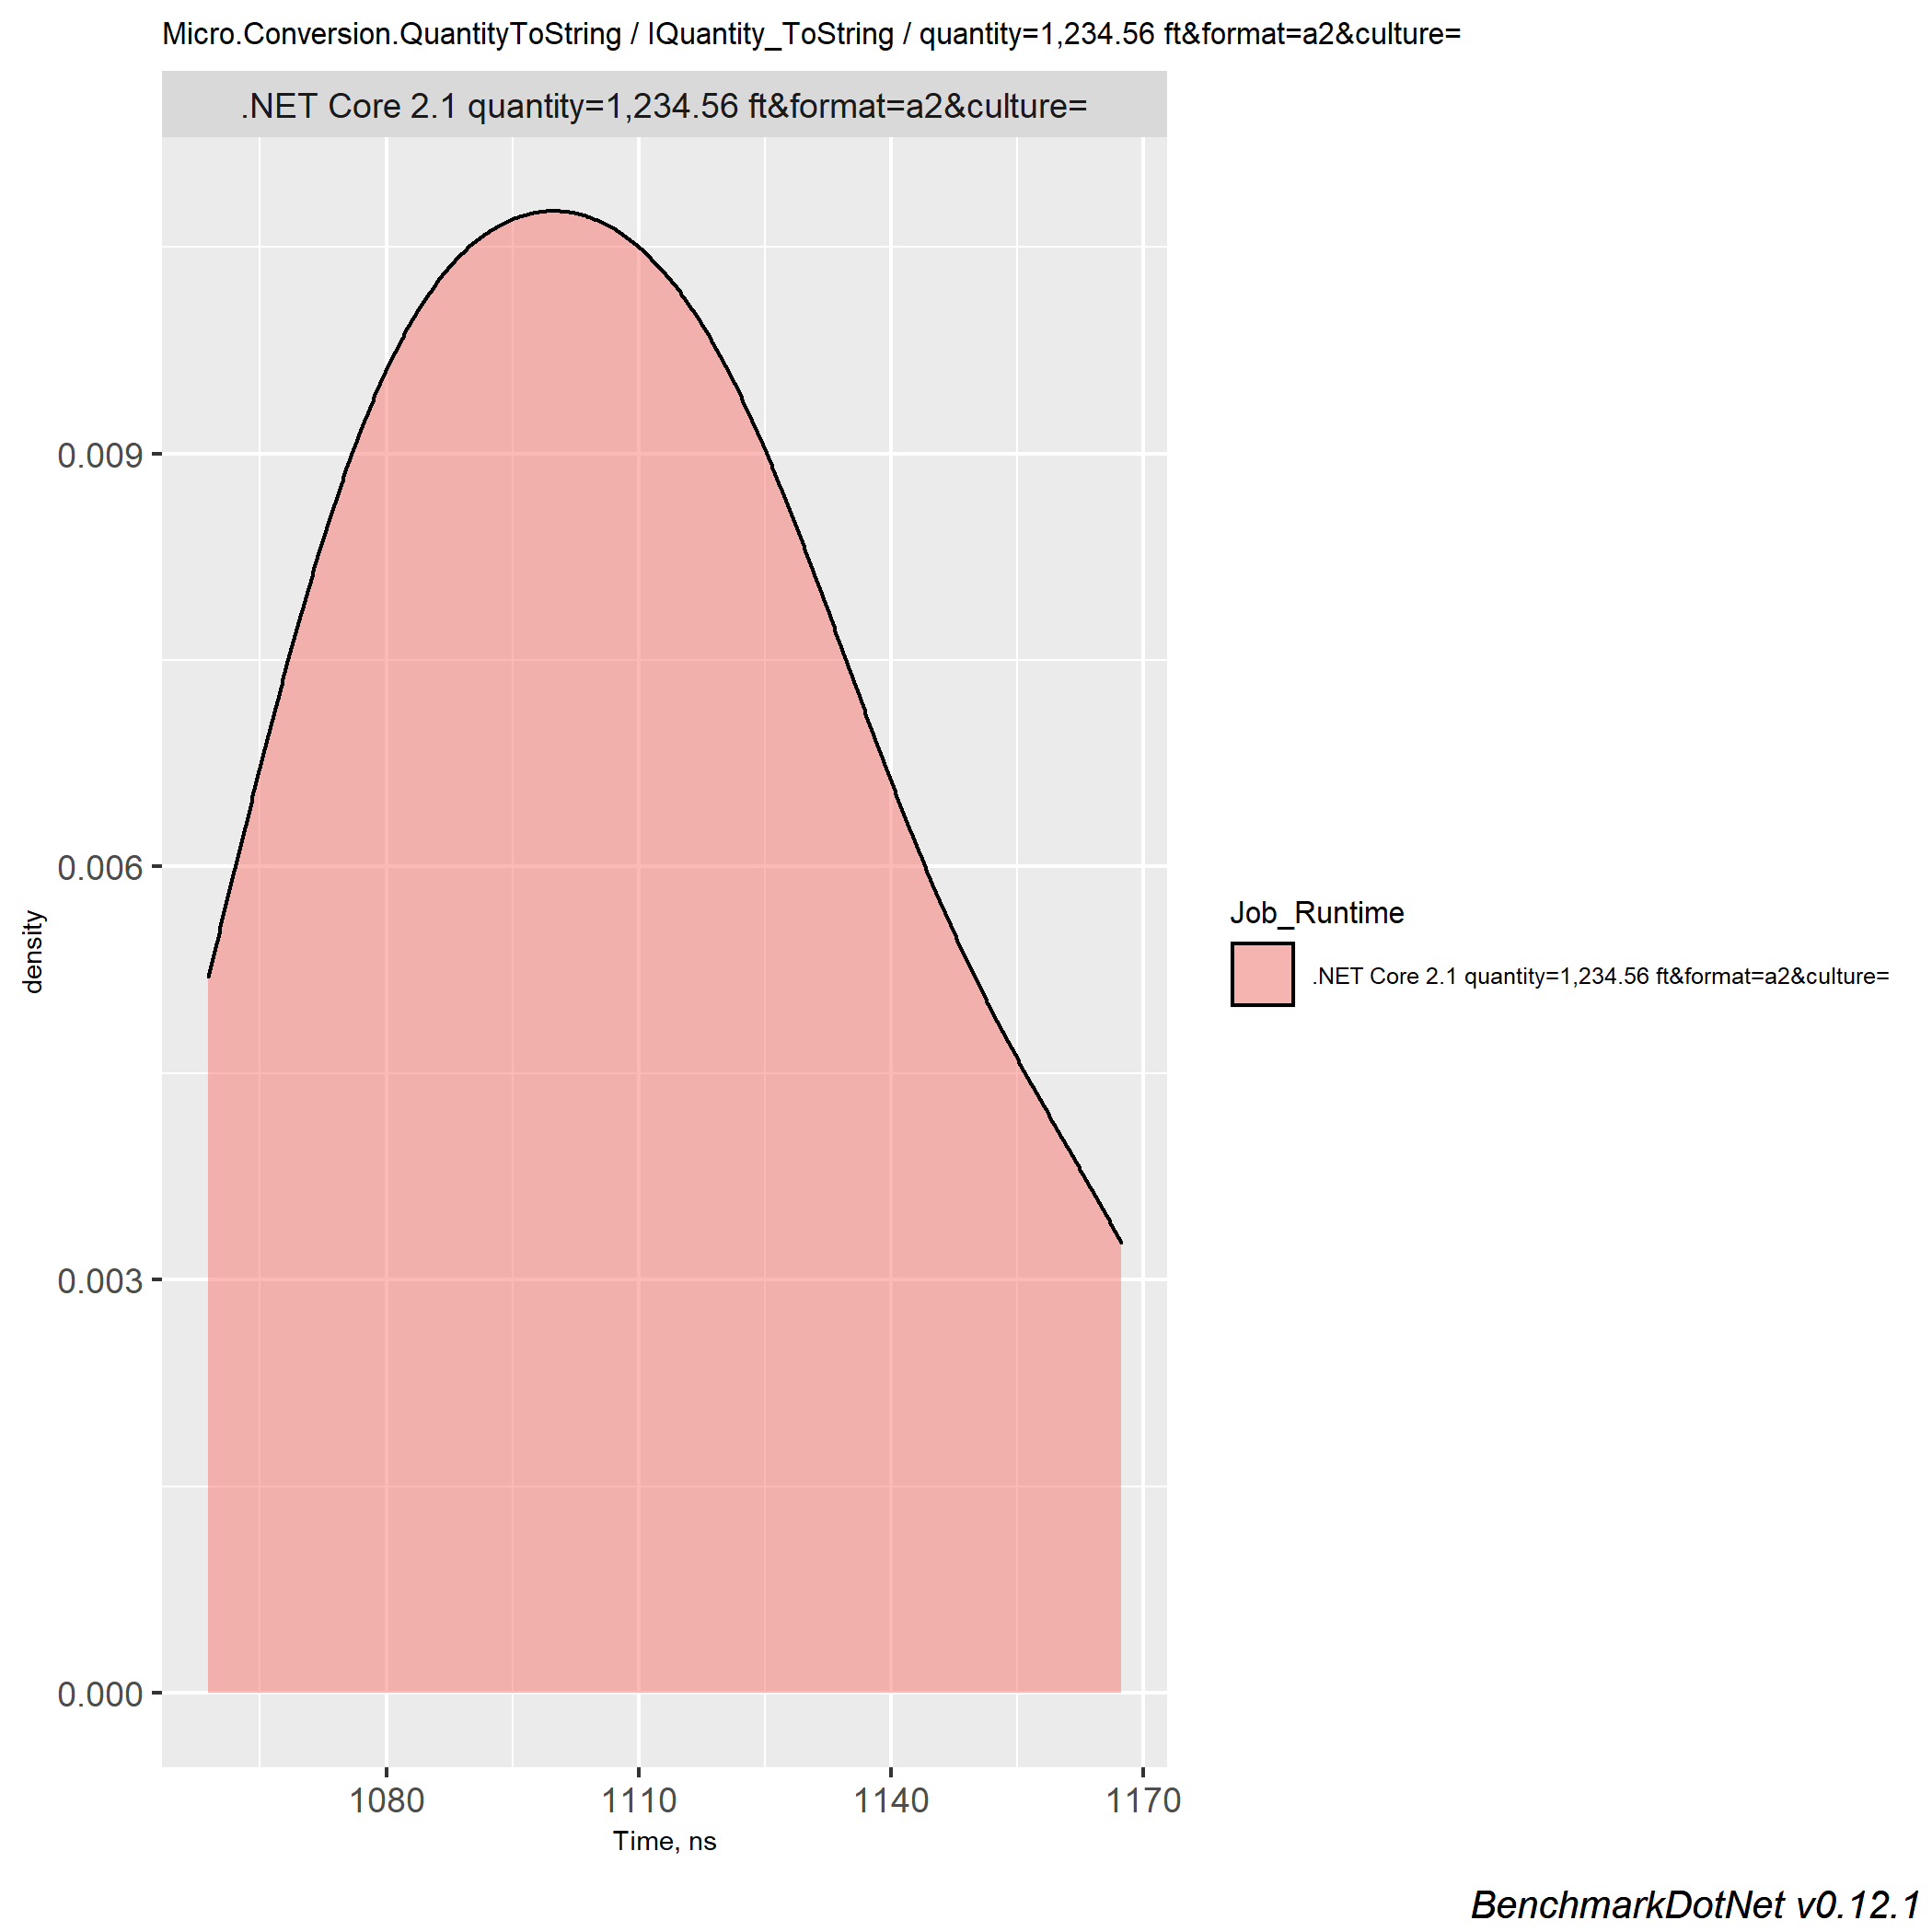 Micro.Conversion.QuantityToString / IQuantity_ToString / quantity=1,234.56 ft&format=a2&culture=
.NET Core 2.1 quantity=1,234.56 ft&format=a2&culture=
0.009
0.006
0.003
0.000
density
1080
1110
1140
1170
Time, ns
Job_Runtime
.NET Core 2.1 quantity=1,234.56 ft&format=a2&culture=
BenchmarkDotNet v0.12.1